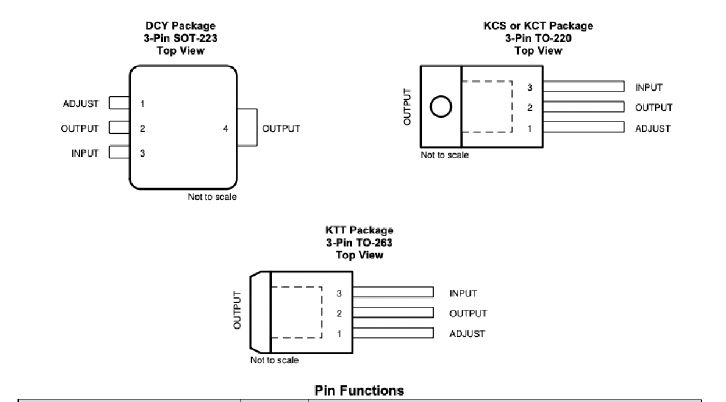 DCY Package
3-Pin SOT-223
Top View
ADJUST
1
OUTPUT
2
4
OUTPUT
INPUT
3
Not to scale
KCS or KCT Package
3-Pin TO-220
Top View
OUTPUT
3
INPUT
2
OUTPUT
1
ADJUST
Not to scale
KTT Package
3-Pin TO-263
Top View
OUTPUT
3
INPUT
2
OUTPUT
1
ADJUST
Not to scale
Pin Functions